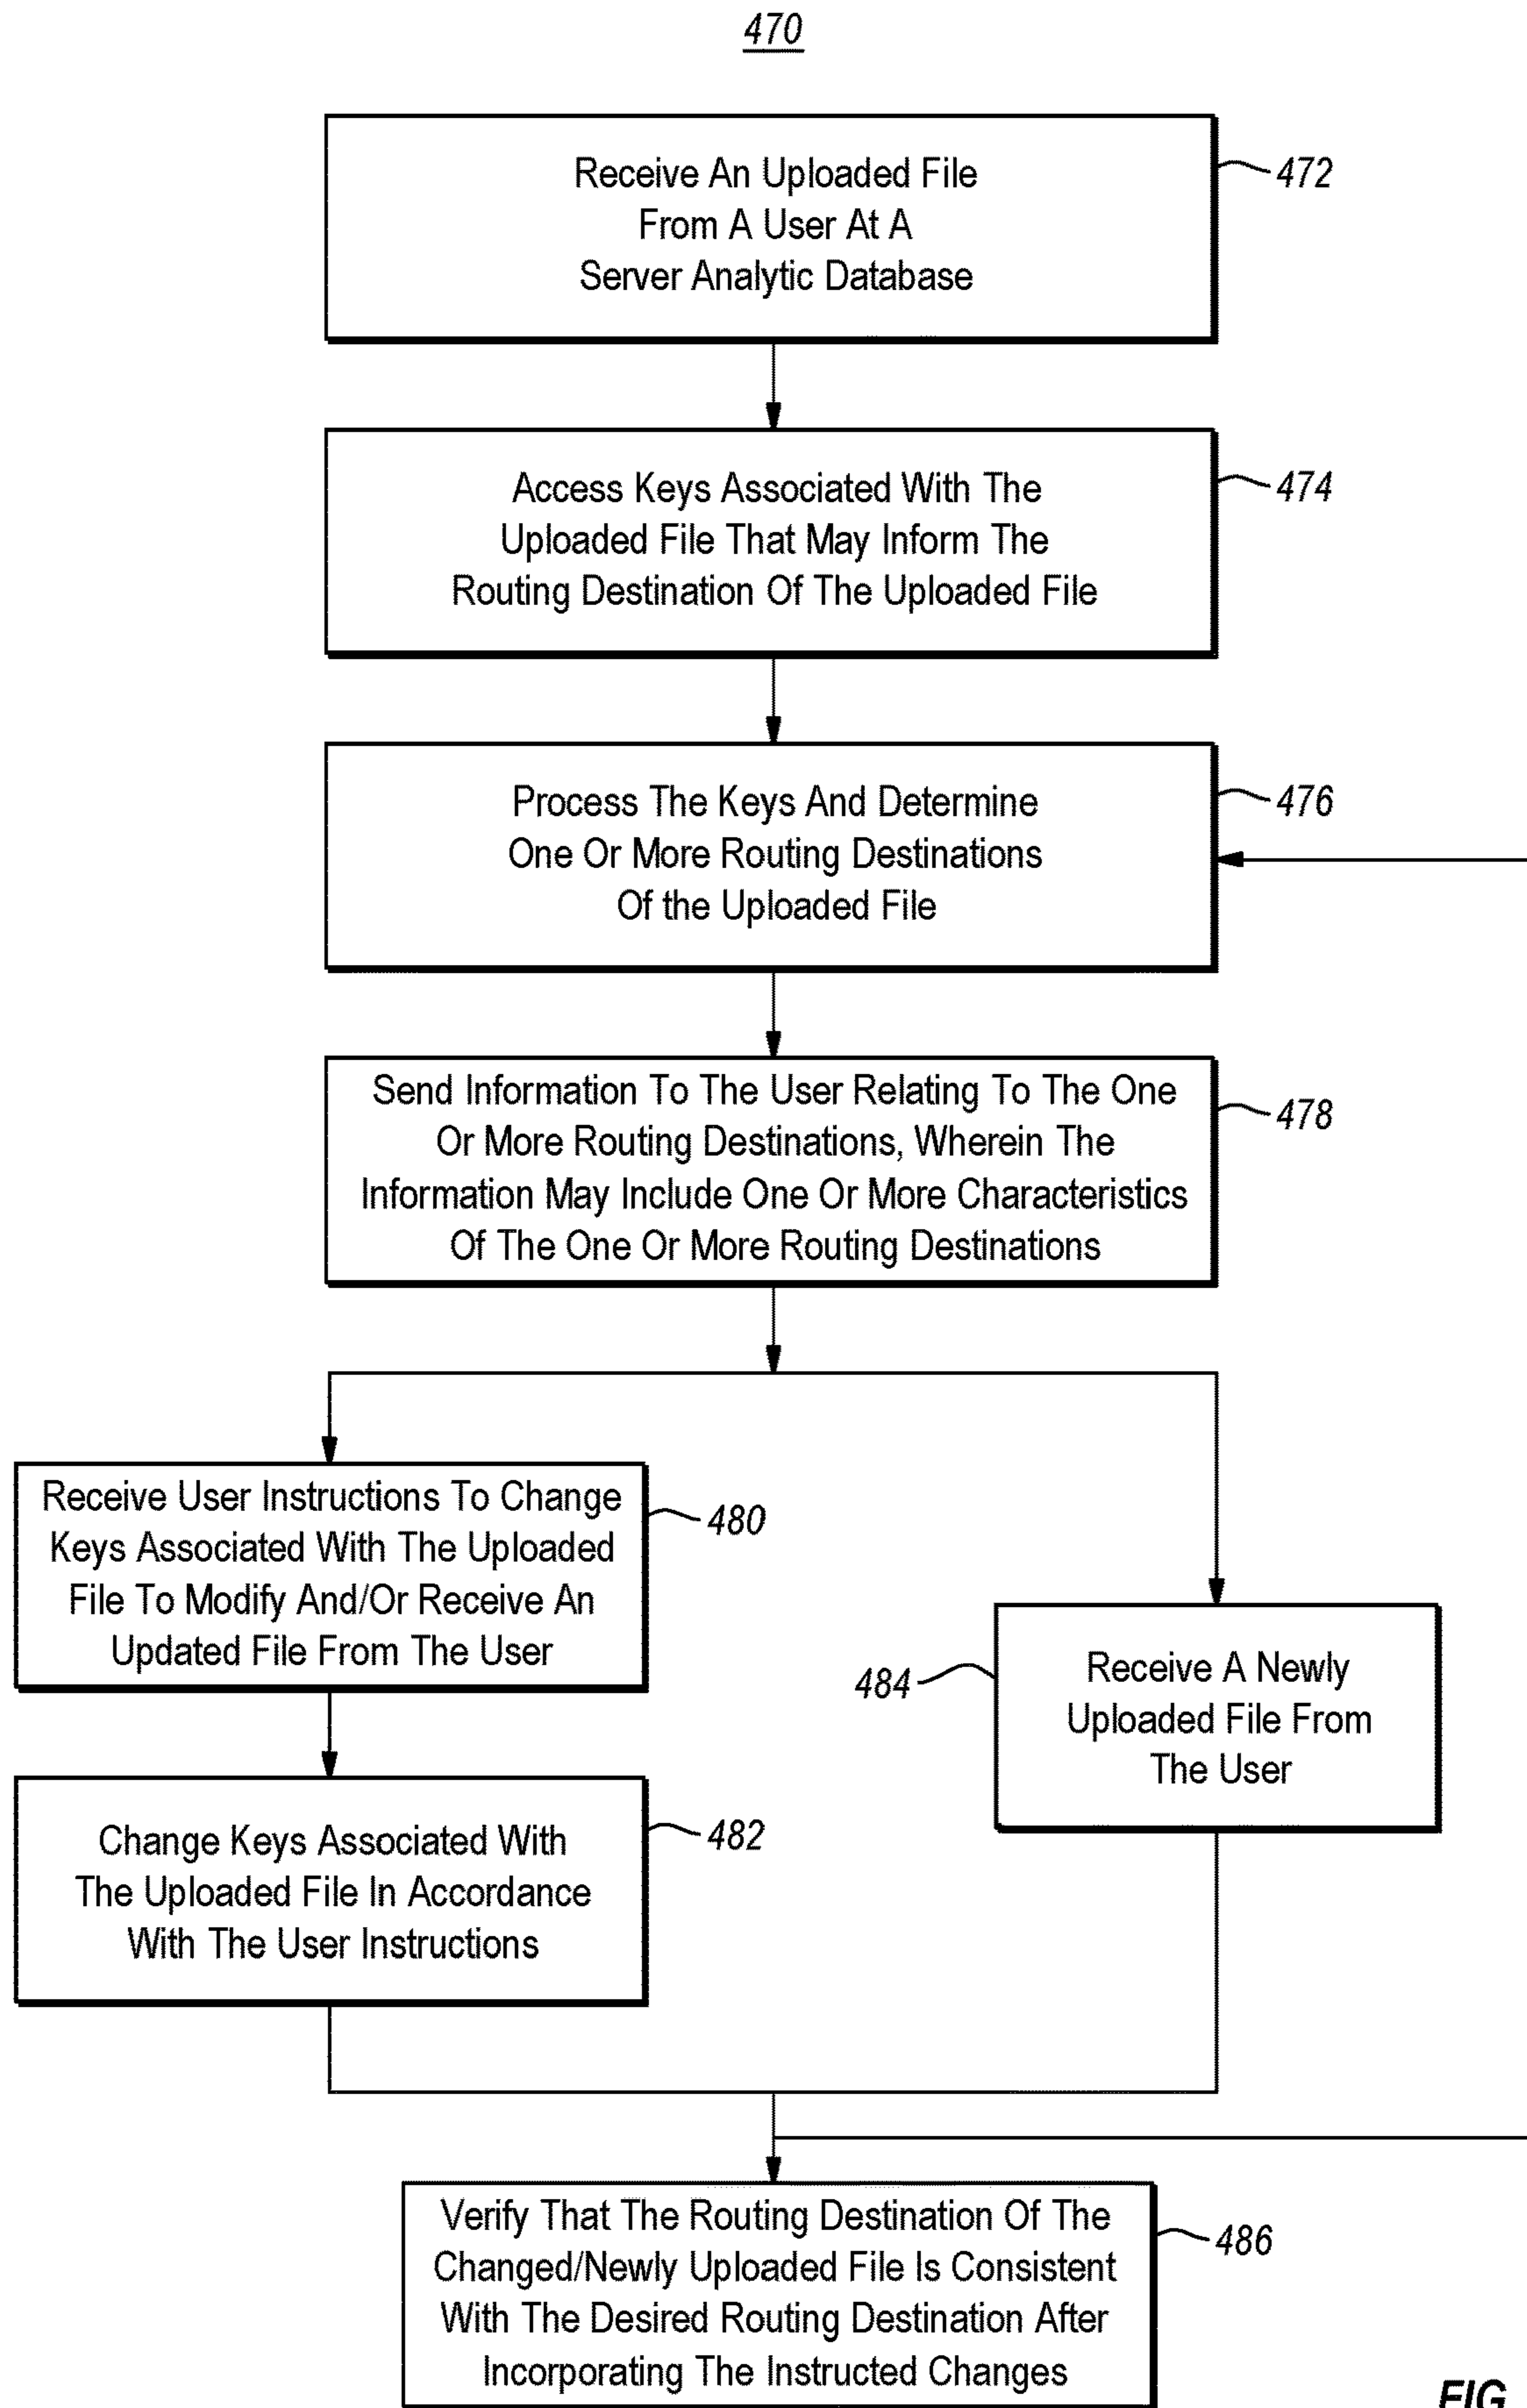 470
Receive An Uploaded File
From A User At A
Server Analytic Database
472
Access Keys Associated With The
Uploaded File That May Inform The
Routing Destination Of The Uploaded File
474
Process The Keys And Determine
One Or More Routing Destinations
Of the Uploaded File
476
Send Information To The User Relating To The One
Or More Routing Destinations, Wherein The
Information May Include One Or More Characteristics
Of The One Or More Routing Destinations
478
Receive User Instructions To Change
Keys Associated With The Uploaded
File To Modify And/Or Receive An
Updated File From The User
480
484
Receive A Newly
Uploaded File From
The User
Change Keys Associated With
The Uploaded File In Accordance
With The User Instructions
482
Verify That The Routing Destination Of The
Changed/Newly Uploaded File Is Consistent
With The Desired Routing Destination After
Incorporating The Instructed Changes
486
FIG